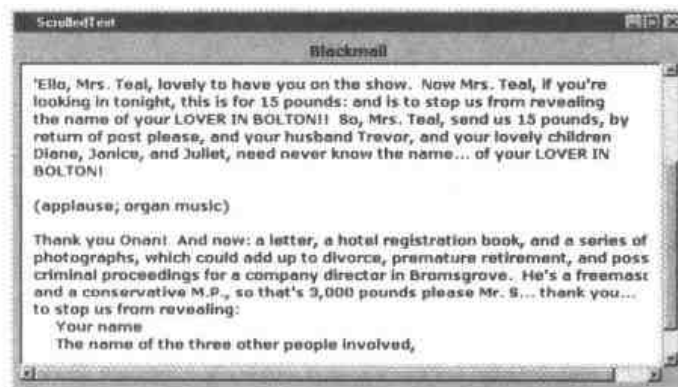 ScrolledText
Blackmail
'Ello, Mrs. Teal, lovely to have you on the show.  Now Mrs. Teal, if you're
looking in tonight, this is for 15 pounds: and is to stop us from revealing
the name of your LOVER IN BOLTON!!  So, Mrs. Teal, send us 15 pounds, by
return of post please, and your husband Trevor, and your lovely children
Diane, Janice, and Juliet, need never know the name... of your LOVER IN
BOLTON!
(applause; organ music)
Thank you Onan!  And now: a letter, a hotel registration book, and a series of
photographs, which could add up to divorce, premature retirement, and poss
criminal proceedings for a company director in Bromsgrove.  He's a freemasc
and a conservative M.P., so that's 3,000 pounds please Mr. S... thank you...
to stop us from revealing:
Your name
The name of the three other people involved,